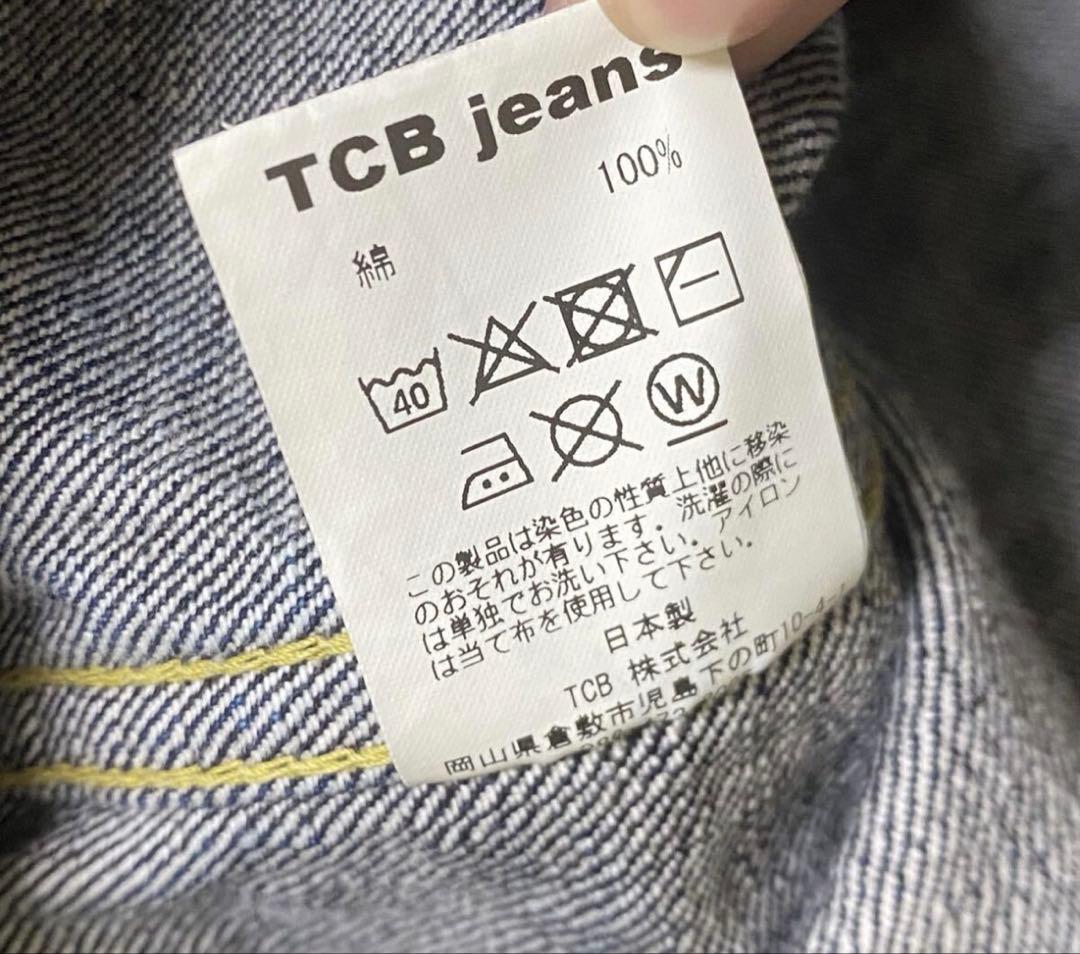 TCB jeans
綿 100%
40
W
この製品は染色の性質上他に移染
のおそれが有ります。洗濯の際に
は単独でお洗い下さい。アイロン
は当て布を使用して下さい。
日本製
TCB 株式会社
岡山県倉敷市児島下の町10-4-